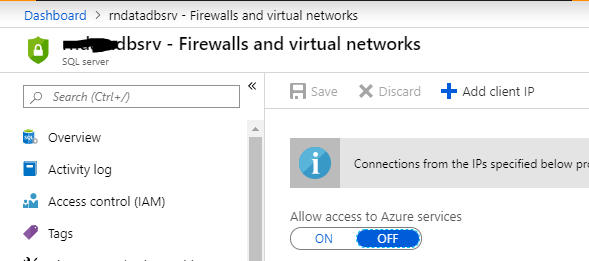 Dashboard > rndatadbsrv - Firewalls and virtual networks
dbsrv - Firewalls and virtual networks
SQL server
Search (Ctrl+/)
«
Save
Discard
Add client IP
Overview
Activity log
Access control (IAM)
Tags
Connections from the IPs specified below
Allow access to Azure services
ON OFF